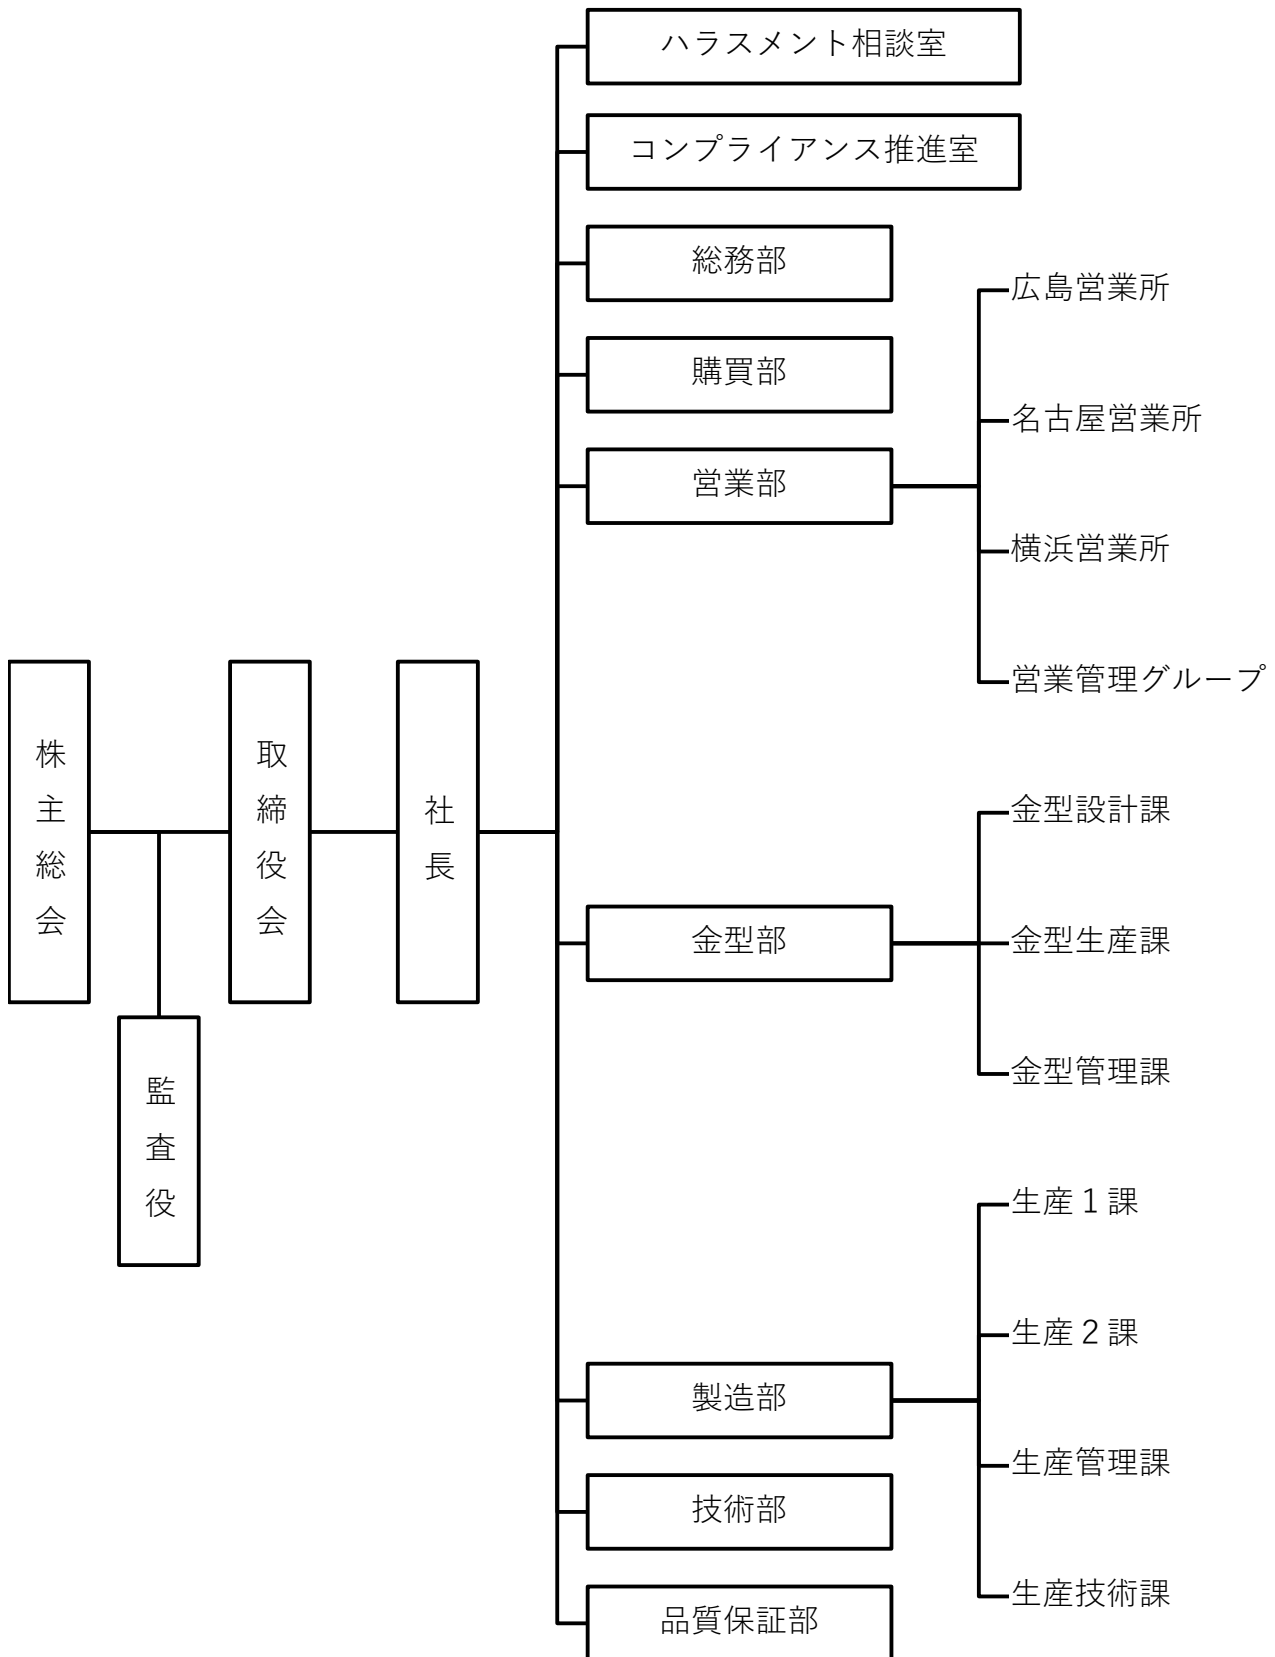 ハラスメント相談室
コンプライアンス推進室
総務部
購買部
営業部
広島営業所
名古屋営業所
横浜営業所
営業管理グループ
株主総会
取締役会
社長
監査役
金型部
金型設計課
金型生産課
金型管理課
製造部
生産１課
生産２課
生産管理課
生産技術課
技術部
品質保証部